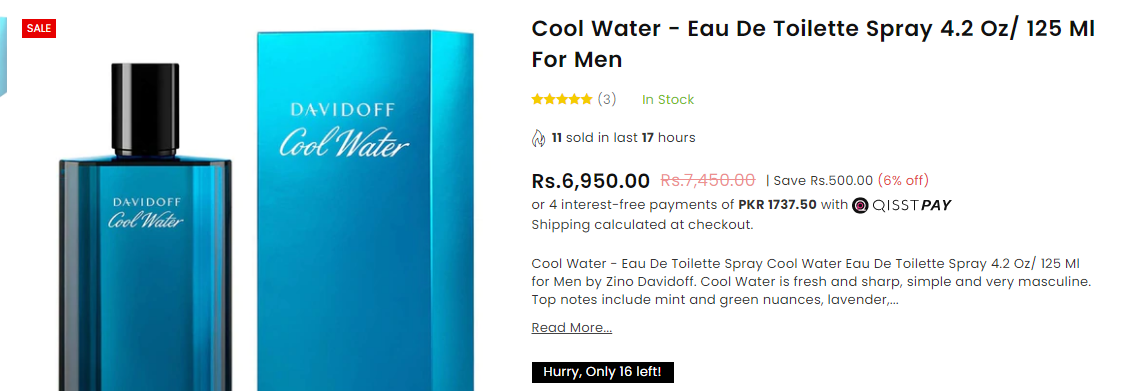 SALE
DAVIDOFF
Cool Water
DAVIDOFF
Cool Water
Cool Water - Eau De Toilette Spray 4.2 Oz/ 125 Ml
For Men
(3) In Stock
11 sold in last 17 hours
Rs.6,950.00 Rs.7,450.00 | Save Rs.500.00 (6% off)
or 4 interest-free payments of PKR 1737.50 with QISSTPAY
Shipping calculated at checkout.
Cool Water - Eau De Toilette Spray Cool Water Eau De Toilette Spray 4.2 Oz/ 125 Ml
for Men by Zino Davidoff. Cool Water is fresh and sharp, simple and very masculine.
Top notes include mint and green nuances, lavender,...
Read More...
Hurry, Only 16 left!